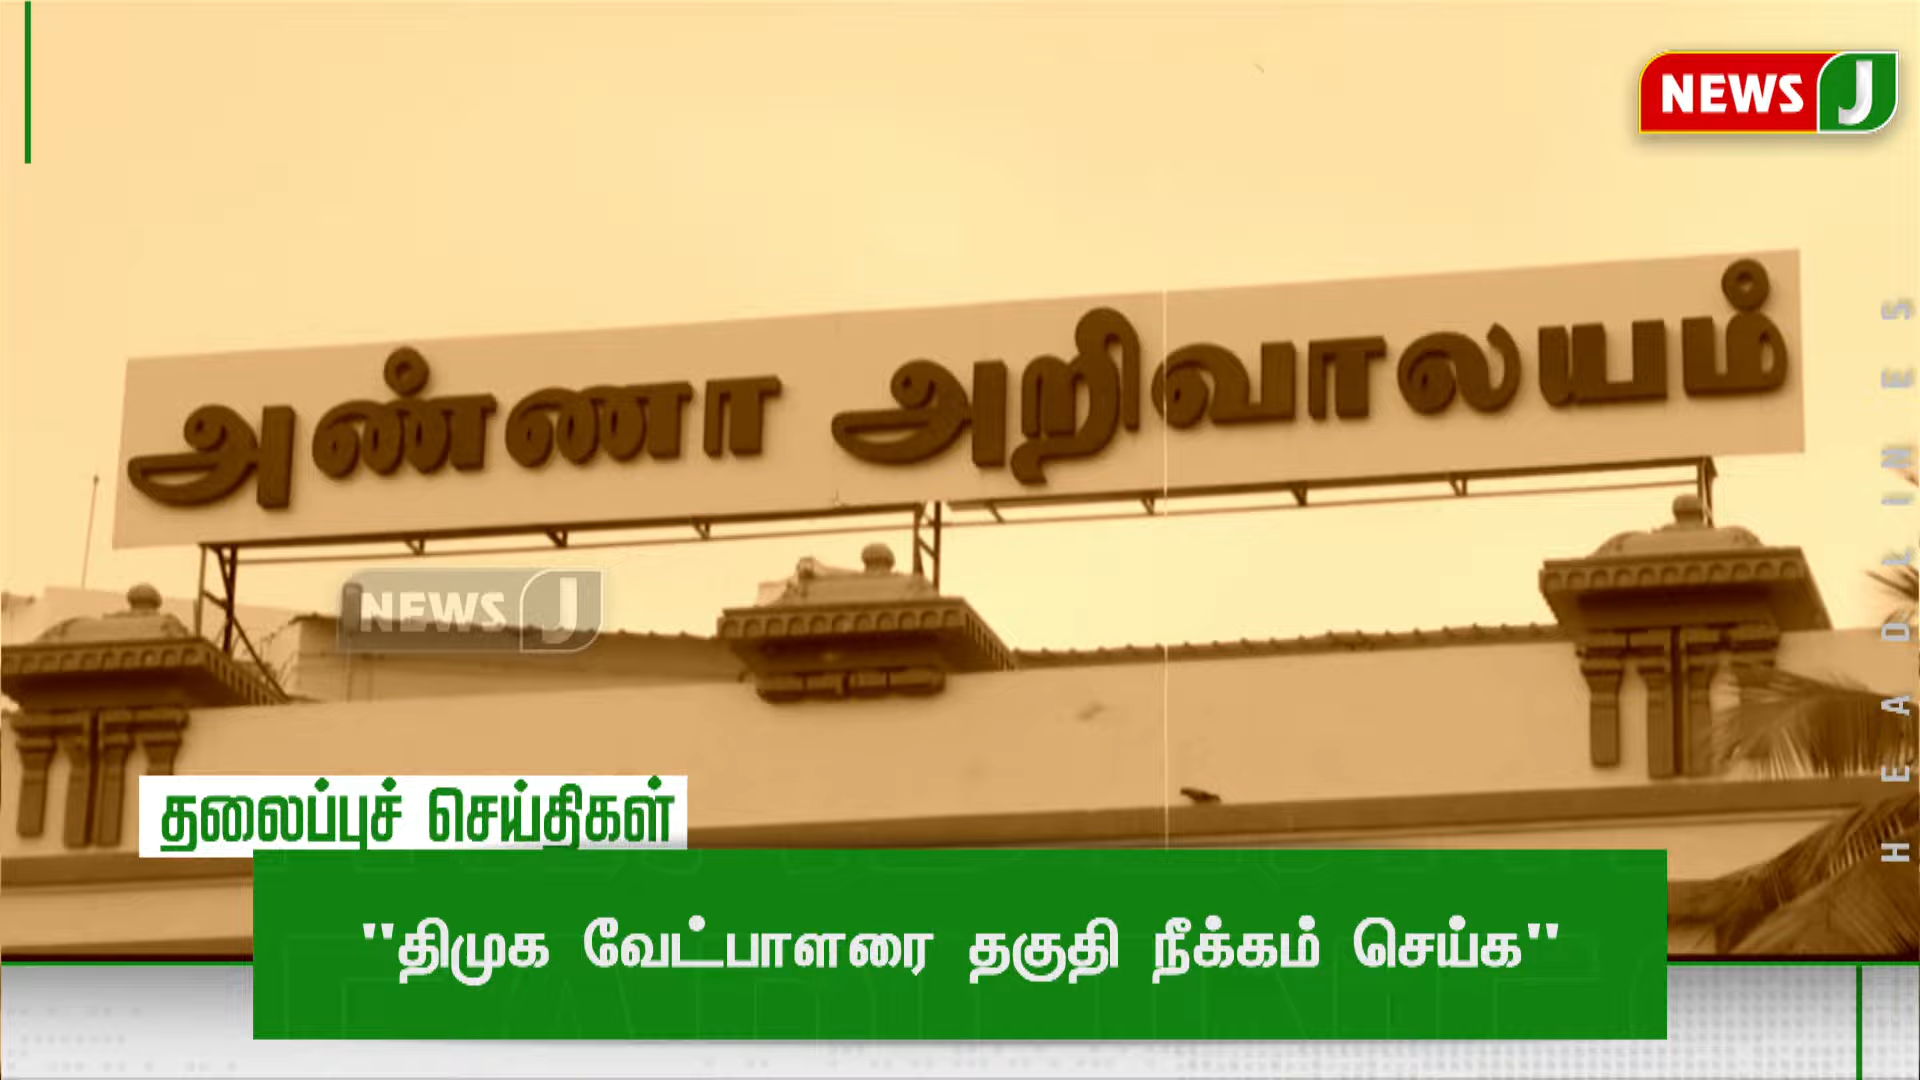 NEWS J
அண்ணா அறிவாலயம்
NEWS J
HEADLINES
தலைப்புச் செய்திகள்
"திமுக வேட்பாளரை தகுதி நீக்கம் செய்க"